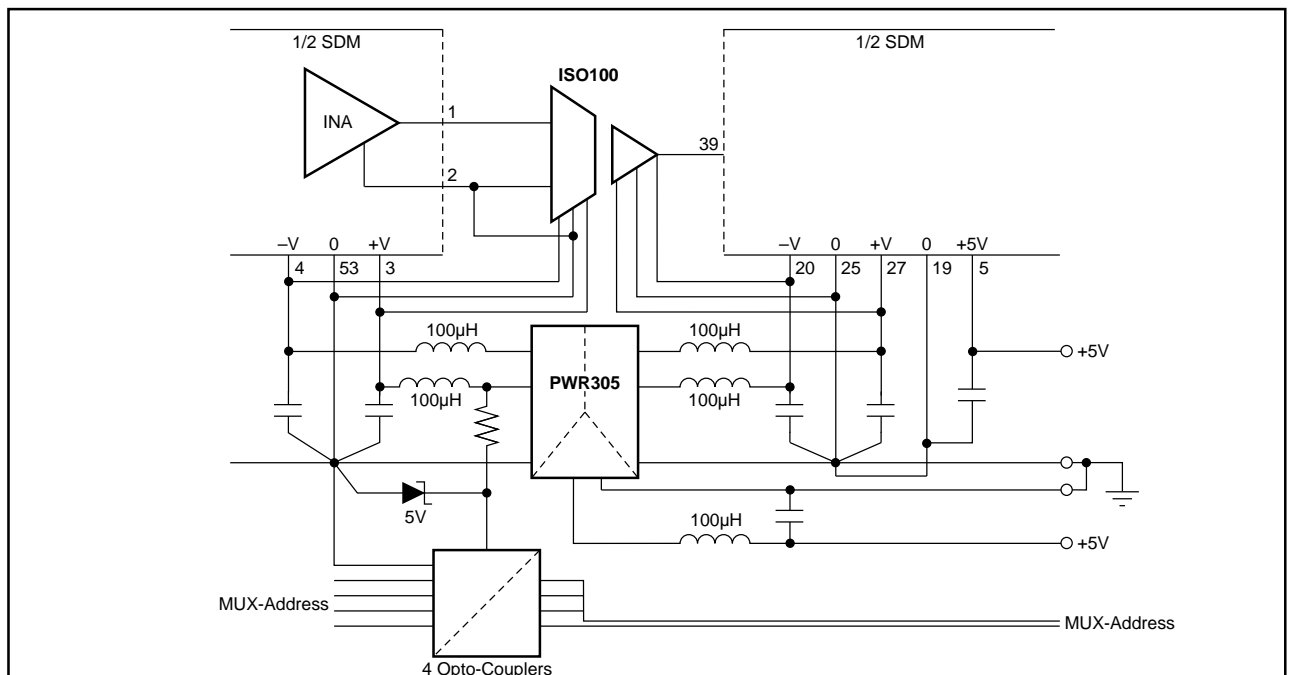 1/2 SDM
1/2 SDM
ISO100
INA
1
2
39
–V 0 +V
4 53 3
–V 0 +V 0 +5V
20 25 27 19 5
100µH
100µH
+5V
PWR305
100µH
100µH
5V
100µH
+5V
MUX-Address
MUX-Address
4 Opto-Couplers